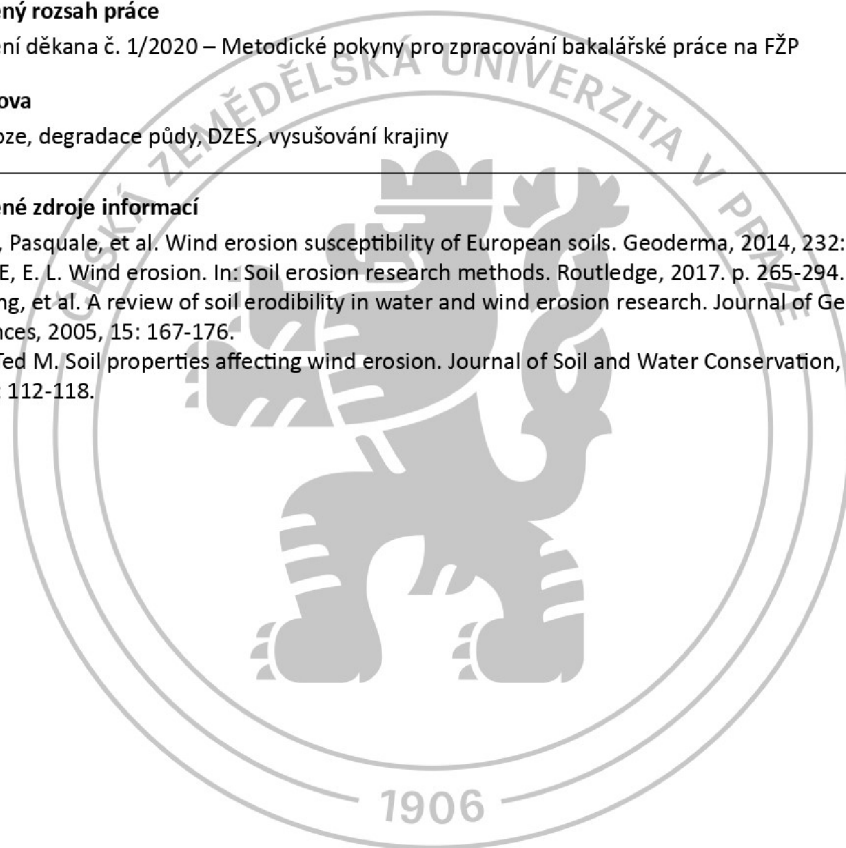 ený rozsah práce
ení děkana č. 1/2020 – Metodické pokyny pro zpracování bakalářské práce na FŽP
ova
oze, degradace půdy, DZES, vysušování krajiny
ené zdroje informací
, Pasquale, et al. Wind erosion susceptibility of European soils. Geoderma, 2014, 232:
E, E. L. Wind erosion. In: Soil erosion research methods. Routledge, 2017. p. 265-294.
ng, et al. A review of soil erodibility in water and wind erosion research. Journal of Ge
nces, 2005, 15: 167-176.
Ted M. Soil properties affecting wind erosion. Journal of Soil and Water Conservation,
: 112-118.
ČESKÁ ZEMĚDĚLSKÁ UNIVERZITA V PRAZE
1906